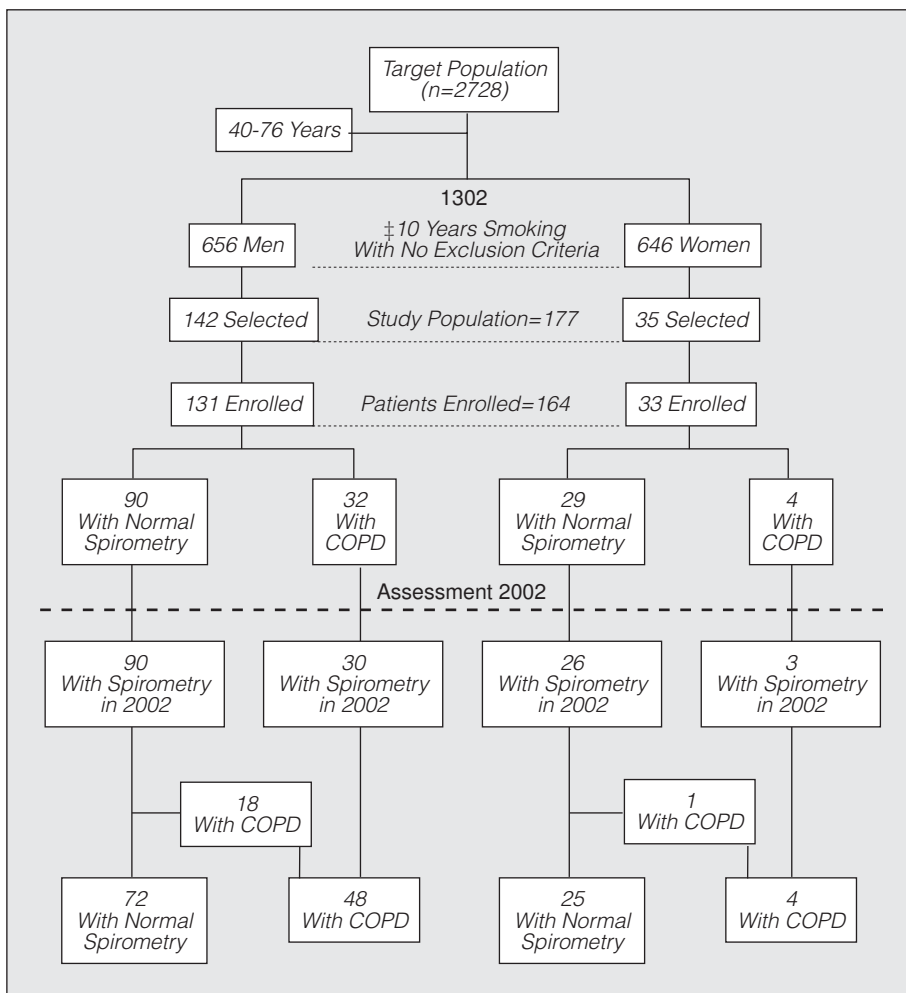 Target Population
(n=2728)
40-76 Years
1302
656 Men
‡10 Years Smoking
With No Exclusion Criteria
646 Women
142 Selected
Study Population=177
35 Selected
131 Enrolled
Patients Enrolled=164
33 Enrolled
90
With Normal
Spirometry
32
With
COPD
29
With Normal
Spirometry
4
With
COPD
Assessment 2002
90
With Spirometry
in 2002
30
With Spirometry
in 2002
26
With Spirometry
in 2002
3
With Spirometry
in 2002
18
With COPD
1
With COPD
72
With Normal
Spirometry
48
With COPD
25
With Normal
Spirometry
4
With COPD